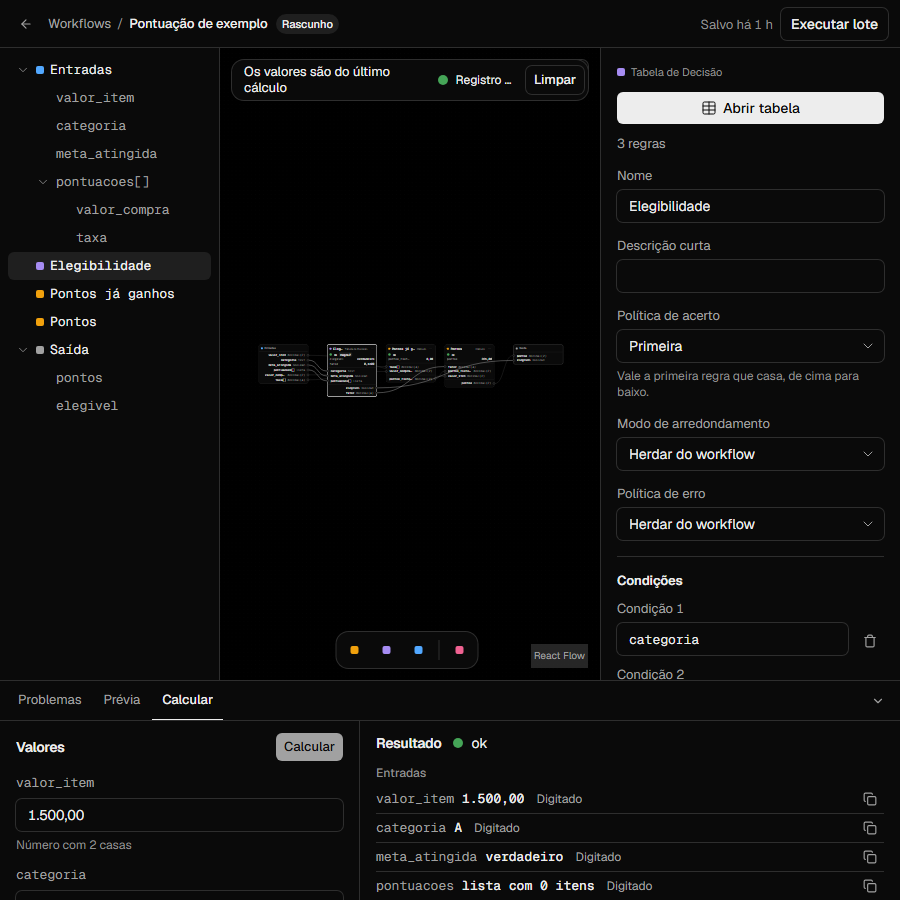 Workflows / Pontuação de exemplo Rascunho
Salvo há 1 h Executar lote
Entradas
valor_item
categoria
meta_atingida
pontuacoes[]
valor_compra
taxa
Elegibilidade
Pontos já ganhos
Pontos
Saída
pontos
elegivel
Os valores são do último
cálculo
Registro …
Limpar
React Flow
Tabela de Decisão
Abrir tabela
3 regras
Nome
Elegibilidade
Descrição curta
Política de acerto
Primeira
Vale a primeira regra que casa, de cima para
baixo.
Modo de arredondamento
Herdar do workflow
Política de erro
Herdar do workflow
Condições
Condição 1
categoria
Condição 2
Problemas Prévia Calcular
Valores Calcular
valor_item
1.500,00
Número com 2 casas
categoria
Resultado ok
Entradas
valor_item 1.500,00 Digitado
categoria A Digitado
meta_atingida verdadeiro Digitado
pontuacoes lista com 0 itens Digitado